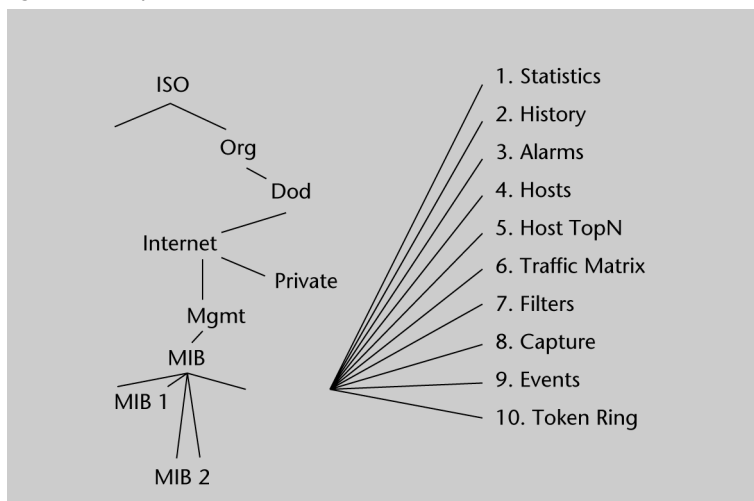 ISO
Org
Dod
Internet
Private
Mgmt
MIB
MIB 1
MIB 2
1. Statistics
2. History
3. Alarms
4. Hosts
5. Host TopN
6. Traffic Matrix
7. Filters
8. Capture
9. Events
10. Token Ring